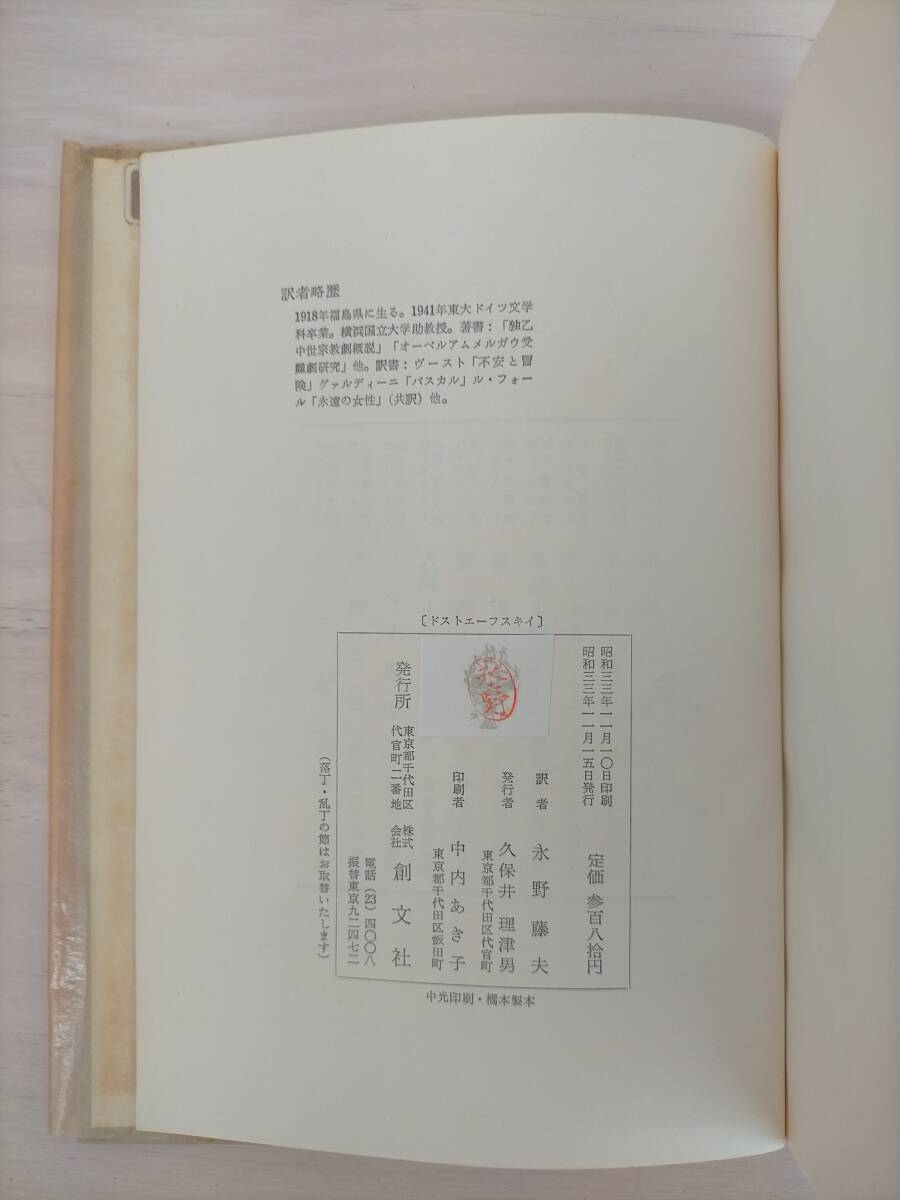 訳者略歴
1918年福島県に生る。1941年東大ドイツ文学
科卒業。横浜国立大学助教授。著書:「独乙
中世宗教劇概説」「オーベルアムメルガウ受
難劇研究」他。訳書:ヴースト「不安と冒
険」グァルディーニ「パスカル」ル・フォー
ル「永遠の女性」(共訳)他。
〔ドストエーフスキイ〕
昭和三三年一一月一〇日印刷
昭和三三年一一月一五日発行
定価 参百八拾円
訳者 永野藤夫
発行者 久保井理津男
東京都千代田区代官町
印刷者 中内あき子
東京都千代田区飯田町
永野
発行所 東京都千代田区
代官町二番地
株式
会社 創文社
電話(23)四〇〇八
振替東京九二四七二
(落丁・乱丁の節はお取替いたします)
中光印刷・橋本製本